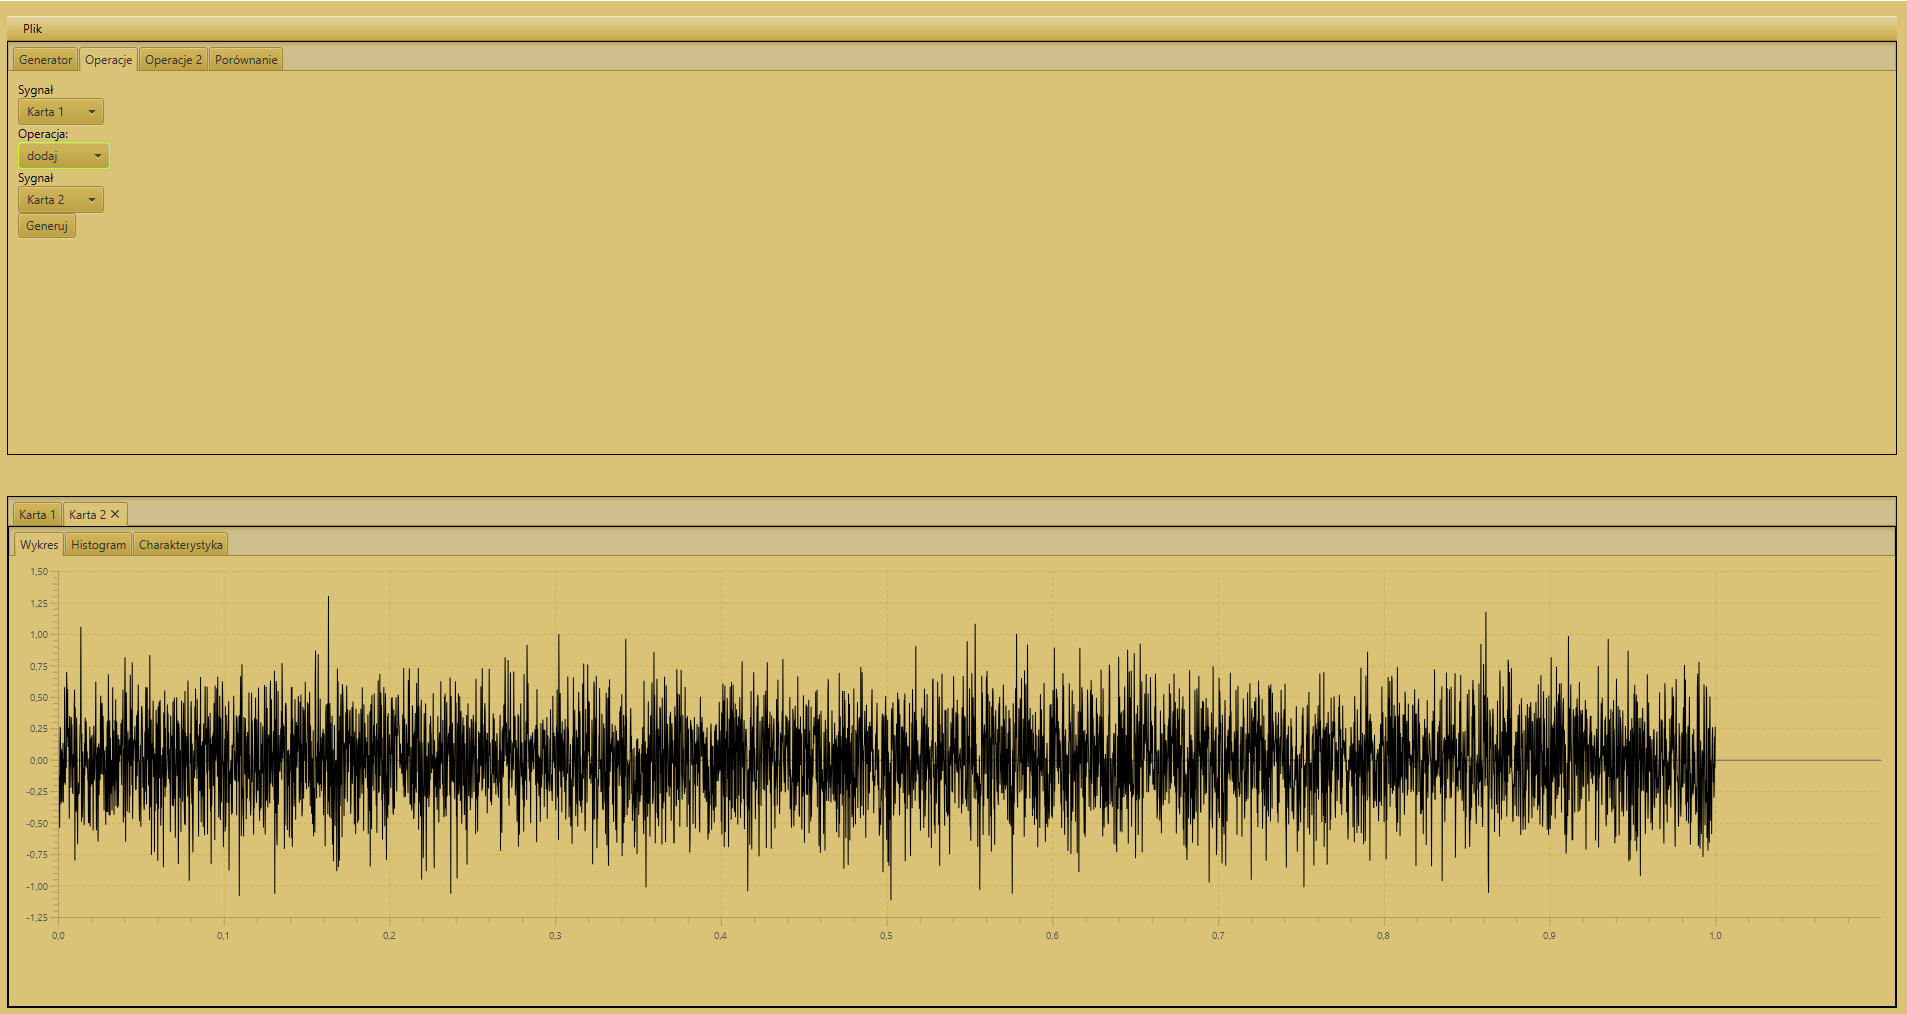 Plik
Generator Operacje Operacje 2 Porównanie
Sygnał
Karta 1
Operacja:
dodaj
Sygnał
Karta 2
Generuj
Karta 1 Karta 2
Wykres Histogram Charakterystyka
1,50
1,25
1,00
0,75
0,50
0,25
0,00
-0,25
-0,50
-0,75
-1,00
-1,25
0,0 0,1 0,2 0,3 0,4 0,5 0,6 0,7 0,8 0,9 1,0